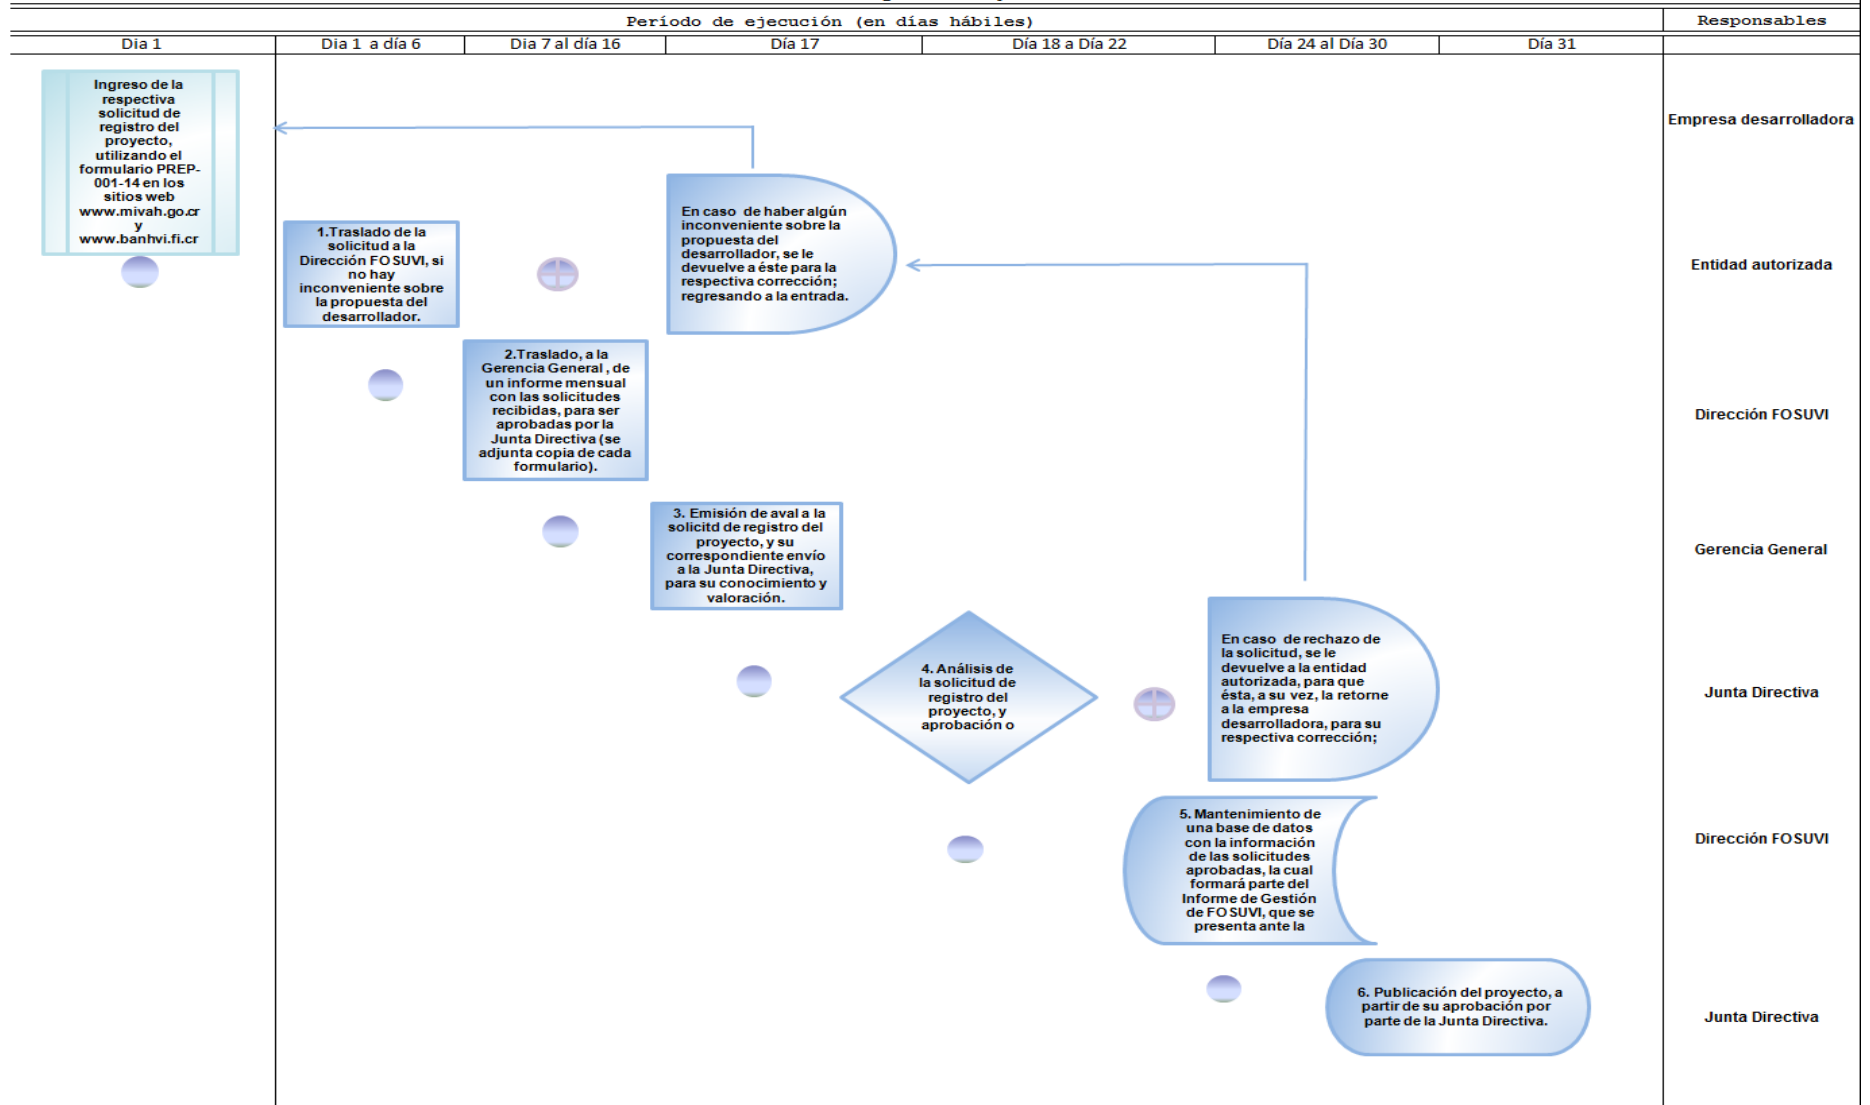 Período de ejecución (en días hábiles)
Responsables
Dia 1
Dia 1 a día 6
Dia 7 al día 16
Día 17
Día 18 a Día 22
Día 24 al Día 30
Día 31
Ingreso de la
respectiva
solicitud de
registro del
proyecto,
utilizando el
formulario PREP-
001-14 en los
sitios web
www.mivah.go.cr
y
www.banhvi.fi.cr
Empresa desarrolladora
1.Traslado de la
solicitud a la
Dirección FOSUVI, si
no hay
inconveniente sobre
la propuesta del
desarrollador.
En caso de haber algún
inconveniente sobre la
propuesta del
desarrollador, se le
devuelve a éste para la
respectiva corrección;
regresando a la entrada.
Entidad autorizada
2.Traslado, a la
Gerencia General , de
un informe mensual
con las solicitudes
recibidas, para ser
aprobadas por la
Junta Directiva (se
adjunta copia de cada
formulario).
Dirección FOSUVI
3. Emisión de aval a la
solicitd de registro del
proyecto, y su
correspondiente envío
a la Junta Directiva,
para su conocimiento y
valoración.
Gerencia General
4. Análisis de
la solicitud de
registro del
proyecto, y
aprobación o
En caso de rechazo de
la solicitud, se le
devuelve a la entidad
autorizada, para que
ésta, a su vez, la retorne
a la empresa
desarrolladora, para su
respectiva corrección;
Junta Directiva
5. Mantenimiento de
una base de datos
con la información
de las solicitudes
aprobadas, la cual
formará parte del
Informe de Gestión
de FOSUVI, que se
presenta ante la
Dirección FOSUVI
6. Publicación del proyecto, a
partir de su aprobación por
parte de la Junta Directiva.
Junta Directiva